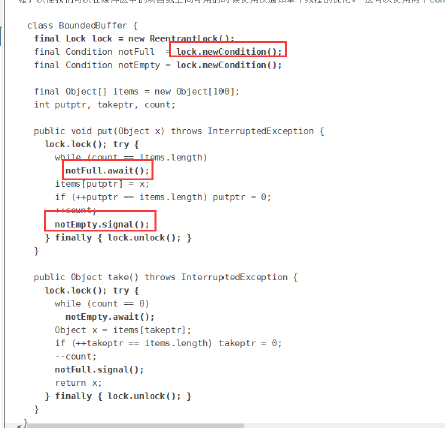 class BoundedBuffer {
final Lock lock = new ReentrantLock();
final Condition notFull = lock.newCondition();
final Condition notEmpty = lock.newCondition();
final Object[] items = new Object[100];
int putptr, takeptr, count;
public void put(Object x) throws InterruptedException {
lock.lock(); try {
while (count == items.length)
notFull.await();
items[putptr] = x;
if (++putptr == items.length) putptr = 0;
++count;
notEmpty.signal();
} finally { lock.unlock(); }
}
public Object take() throws InterruptedException {
lock.lock(); try {
while (count == 0)
notEmpty.await();
Object x = items[takeptr];
if (++takeptr == items.length) takeptr = 0;
--count;
notFull.signal();
return x;
} finally { lock.unlock(); }
}
}